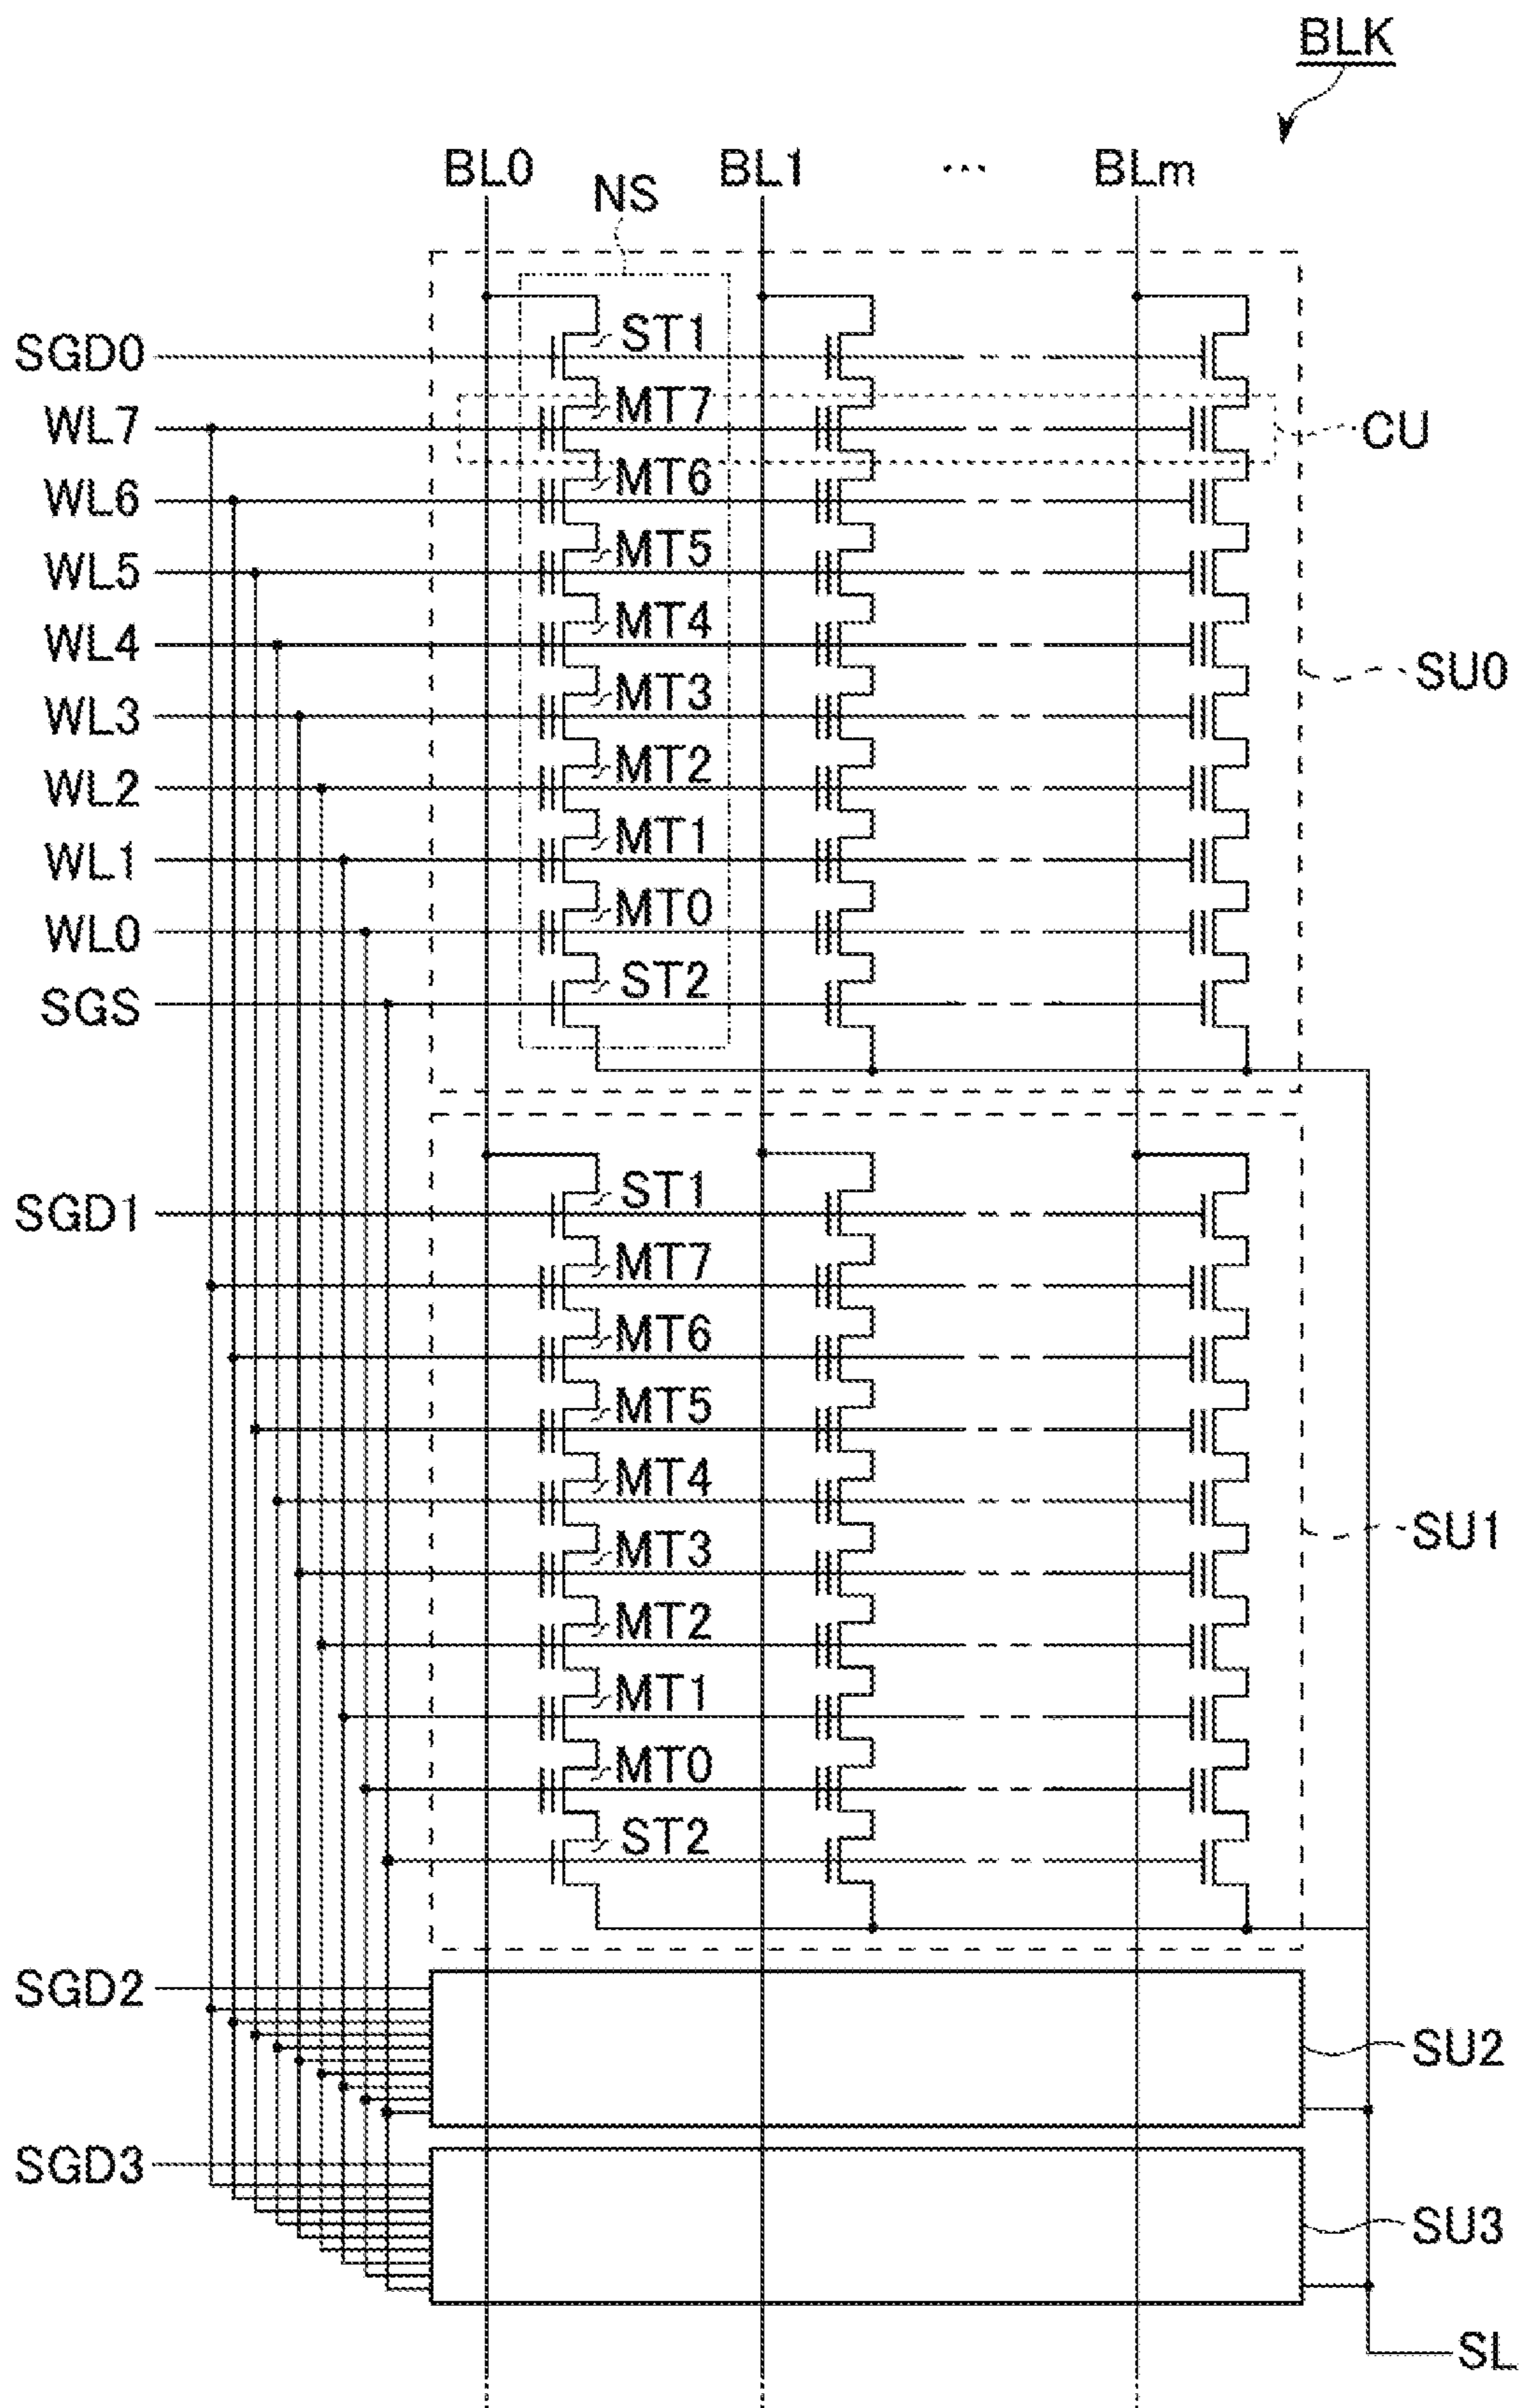 BLK
BL0 BL1 ... BLm
NS
SGD0 ST1
WL7 MT7 CU
WL6 MT6
WL5 MT5
WL4 MT4
SU0
WL3 MT3
WL2 MT2
WL1 MT1
WL0 MT0
SGS ST2
SGD1 ST1
MT7
MT6
MT5
MT4
SU1
MT3
MT2
MT1
MT0
ST2
SGD2
SU2
SGD3
SU3
SL